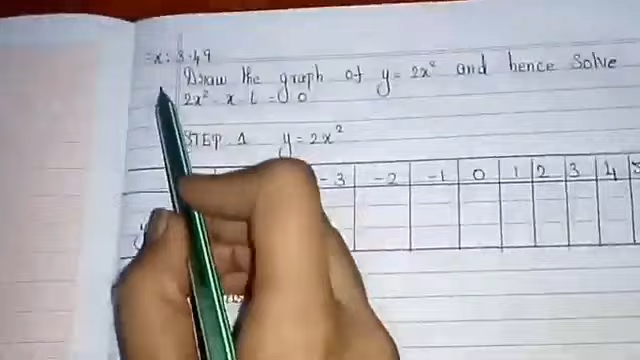 Ex: 3.49
Draw the graph of y = 2x² and hence Solve
2x² x 6 = 0
STEP 1 y = 2x²
-3 -2 -1 0 1 2 3 4 5